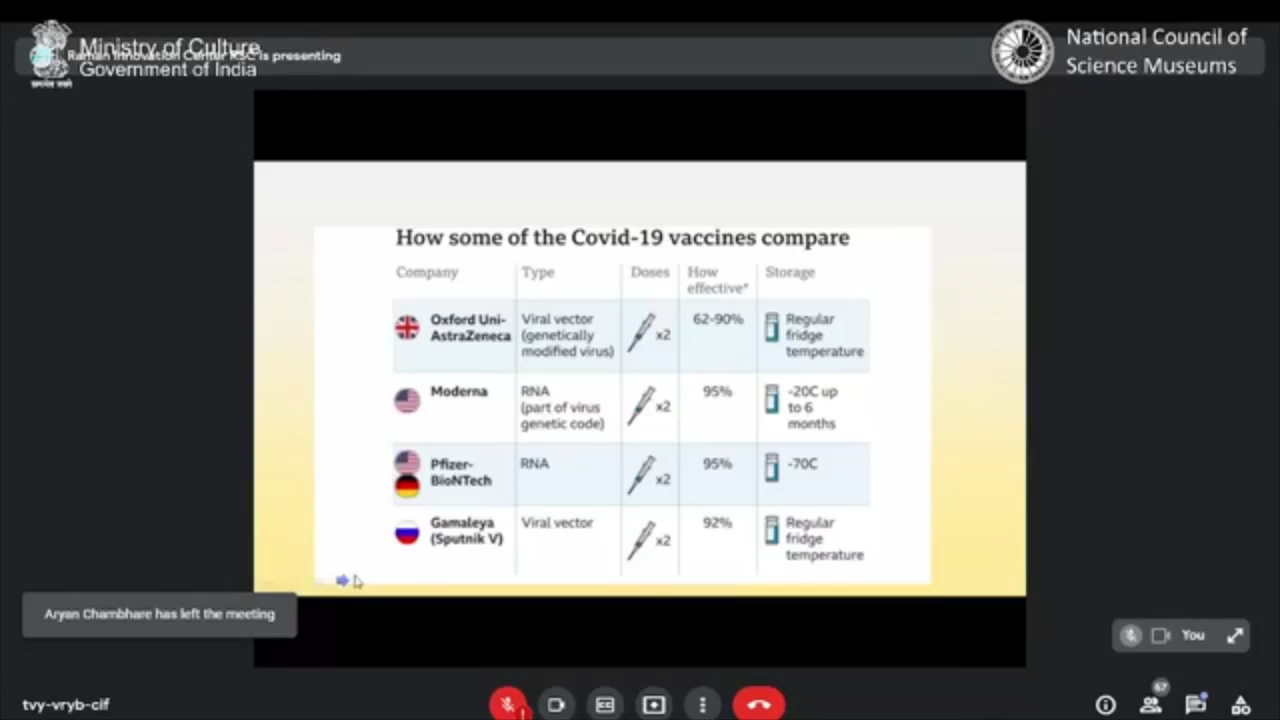 Ministry of Culture
Government of India
Raman Innovation Center RSC is presenting
National Council of
Science Museums
How some of the Covid-19 vaccines compare
Company Type Doses How effective* Storage
Oxford Uni-AstraZeneca Viral vector (genetically modified virus) x2 62-90% Regular fridge temperature
Moderna RNA (part of virus genetic code) x2 95% -20C up to 6 months
Pfizer-BioNTech RNA x2 95% -70C
Gamaleya (Sputnik V) Viral vector x2 92% Regular fridge temperature
Aryan Chambhare has left the meeting
You
tvy-vryb-cif
CC
67